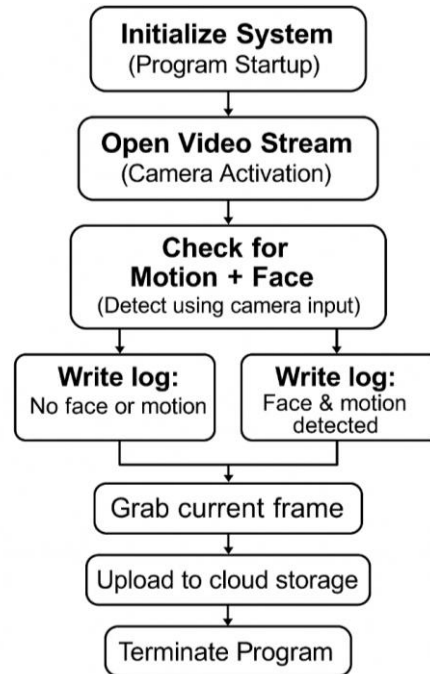 Initialize System
(Program Startup)
Open Video Stream
(Camera Activation)
Check for
Motion + Face
(Detect using camera input)
Write log:
No face or motion
Write log:
Face & motion
detected
Grab current frame
Upload to cloud storage
Terminate Program